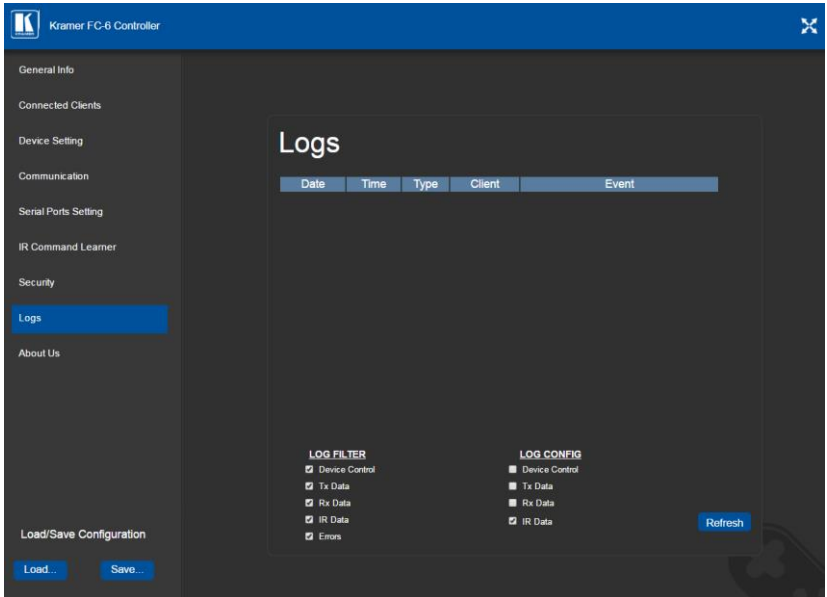 Kramer FC-6 Controller
General Info
Connected Clients
Device Setting
Communication
Serial Ports Setting
IR Command Learner
Security
Logs
About Us
Load/Save Configuration
Load... Save...
Logs
Date Time Type Client Event
LOG FILTER
Device Control
Tx Data
Rx Data
IR Data
Errors
LOG CONFIG
Device Control
Tx Data
Rx Data
IR Data
Refresh